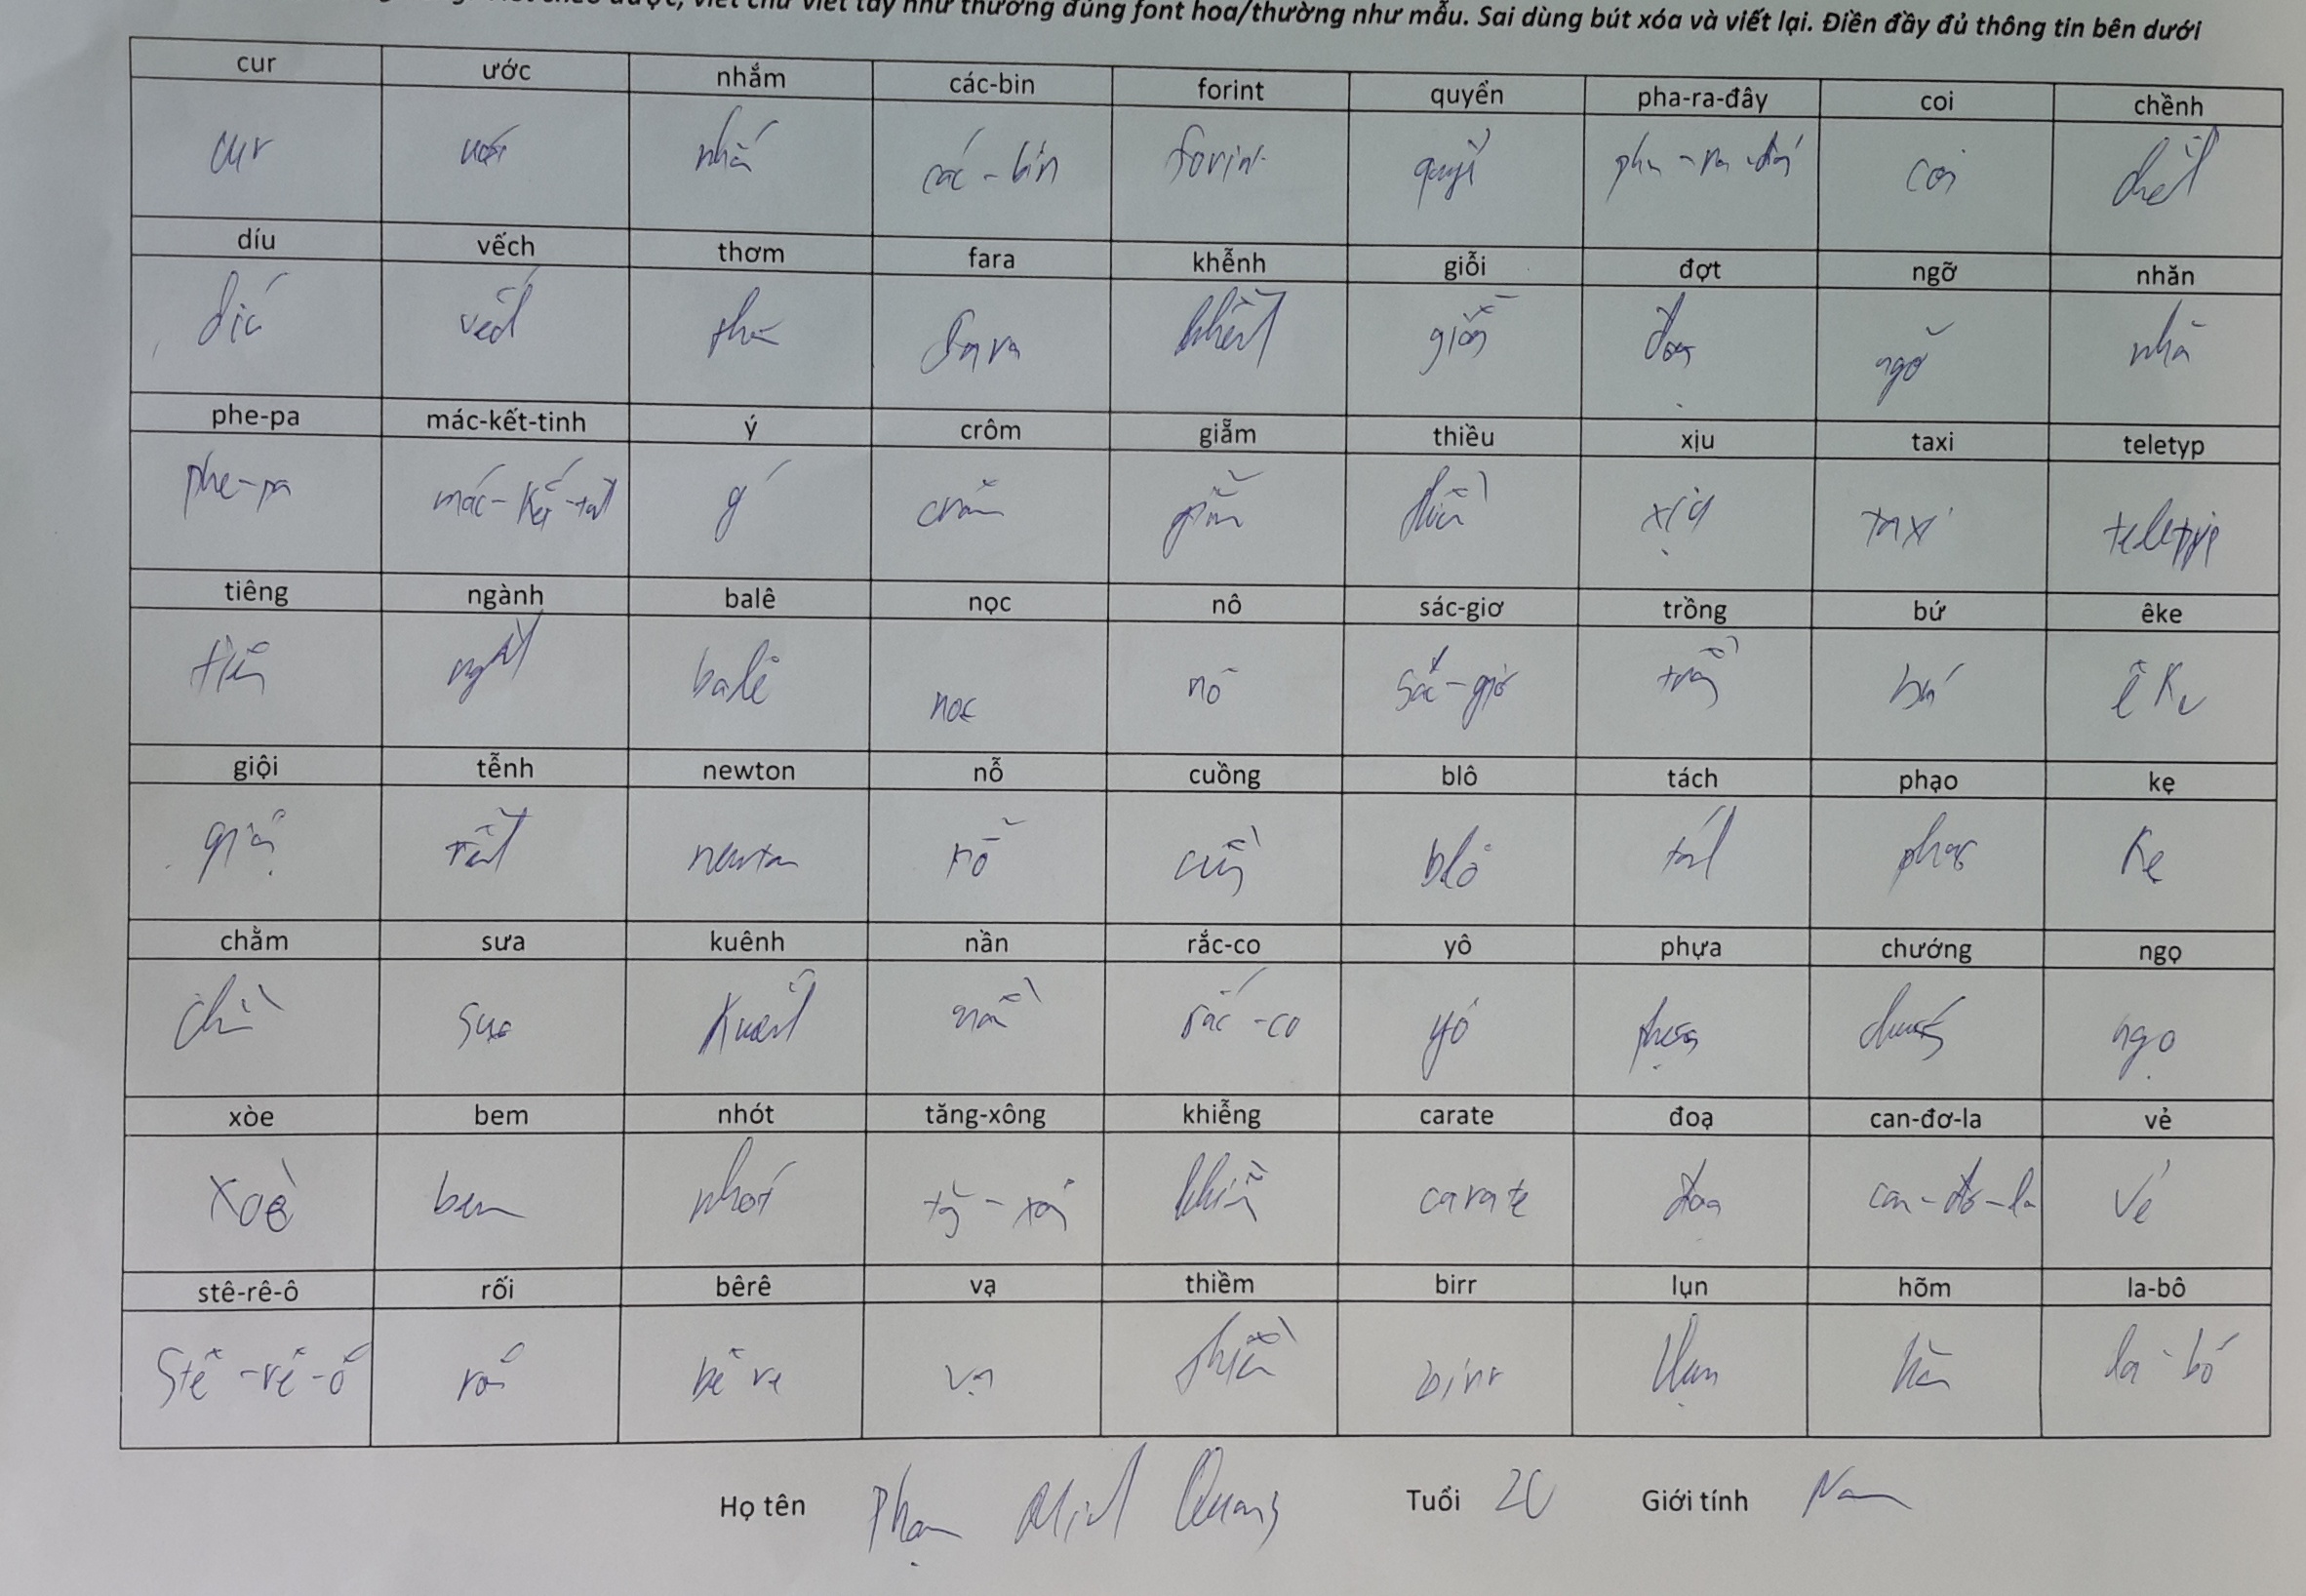 viết chữ viết tay như thường đúng font hoa/thường như mẫu. Sai dùng bút xóa và viết lại. Điền đầy đủ thông tin bên dưới
cur ước nhắm các-bin forint quyển pha-ra-đây coi chềnh
cur ước nhắm các-bin forint quyển pha-ra-đây coi chềnh
díu vếch thơm fara khễnh giỗi đợt ngỡ nhăn
díu vếch thơm fara khễnh giỗi đợt ngỡ nhăn
phe-pa mác-kết-tinh ý crôm giẵm thiều xịu taxi teletyp
phe-pa mác-kết-tinh ý crôm giẵm thiều xịu taxi teletyp
tiêng ngành balê nọc nô sác-giơ trồng bứ êke
tiêng ngành balê nọc nô sác-giơ trồng bứ êke
giội tễnh newton nỗ cuồng blô tách phạo kẹ
giội tễnh newton nỗ cuồng blô tách phạo kẹ
chằm sưa kuênh nần rắc-co yô phựa chướng ngọ
chằm sưa kuênh nần rắc-co yô phựa chướng ngọ
xòe bem nhót tăng-xông khiễng carate đoạ can-đơ-la vẻ
xoè bem nhót tăng-xông khiễng carate đoạ can-đơ-la vẻ
stê-rê-ô rối bêrê vạ thiềm birr lụn hõm la-bô
stê-rê-ô rối bêrê vạ thiềm birr lụn hõm la-bô
Họ tên Phạm Minh Quang Tuổi 20 Giới tính Nam